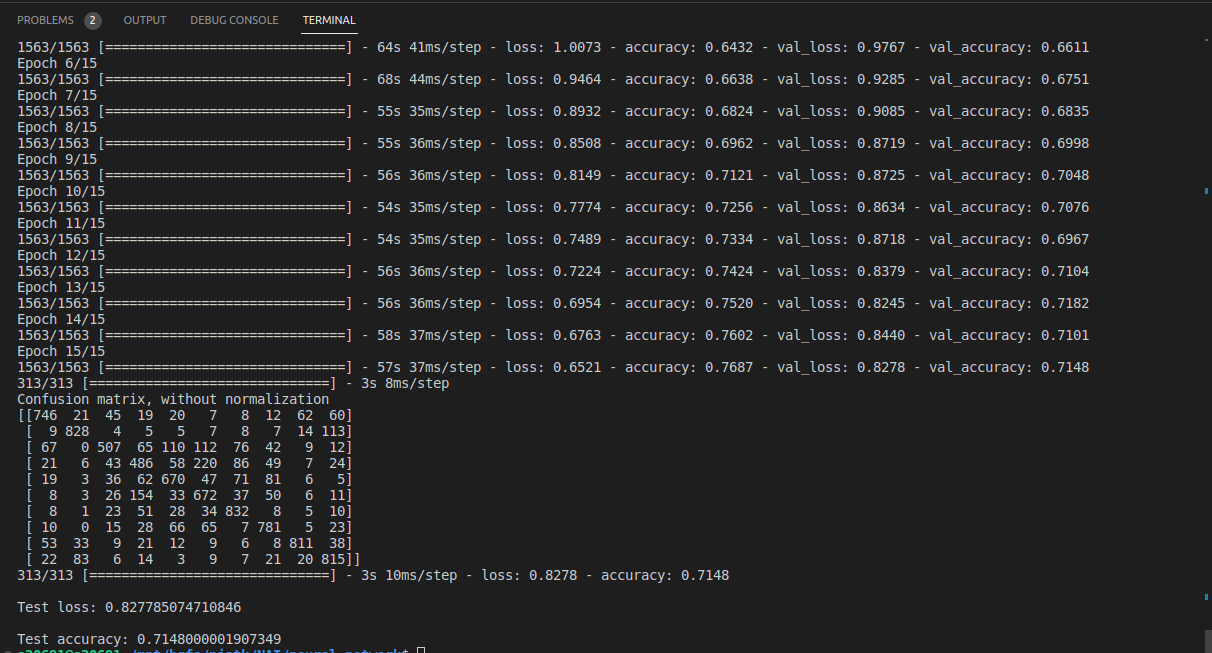 PROBLEMS 2 OUTPUT DEBUG CONSOLE TERMINAL
1563/1563 [==============================] - 64s 41ms/step - loss: 1.0073 - accuracy: 0.6432 - val_loss: 0.9767 - val_accuracy: 0.6611
Epoch 6/15
1563/1563 [==============================] - 68s 44ms/step - loss: 0.9464 - accuracy: 0.6638 - val_loss: 0.9285 - val_accuracy: 0.6751
Epoch 7/15
1563/1563 [==============================] - 55s 35ms/step - loss: 0.8932 - accuracy: 0.6824 - val_loss: 0.9085 - val_accuracy: 0.6835
Epoch 8/15
1563/1563 [==============================] - 55s 36ms/step - loss: 0.8508 - accuracy: 0.6962 - val_loss: 0.8719 - val_accuracy: 0.6998
Epoch 9/15
1563/1563 [==============================] - 56s 36ms/step - loss: 0.8149 - accuracy: 0.7121 - val_loss: 0.8725 - val_accuracy: 0.7048
Epoch 10/15
1563/1563 [==============================] - 54s 35ms/step - loss: 0.7774 - accuracy: 0.7256 - val_loss: 0.8634 - val_accuracy: 0.7076
Epoch 11/15
1563/1563 [==============================] - 54s 35ms/step - loss: 0.7489 - accuracy: 0.7334 - val_loss: 0.8718 - val_accuracy: 0.6967
Epoch 12/15
1563/1563 [==============================] - 56s 36ms/step - loss: 0.7224 - accuracy: 0.7424 - val_loss: 0.8379 - val_accuracy: 0.7104
Epoch 13/15
1563/1563 [==============================] - 56s 36ms/step - loss: 0.6954 - accuracy: 0.7520 - val_loss: 0.8245 - val_accuracy: 0.7182
Epoch 14/15
1563/1563 [==============================] - 58s 37ms/step - loss: 0.6763 - accuracy: 0.7602 - val_loss: 0.8440 - val_accuracy: 0.7101
Epoch 15/15
1563/1563 [==============================] - 57s 37ms/step - loss: 0.6521 - accuracy: 0.7687 - val_loss: 0.8278 - val_accuracy: 0.7148
313/313 [==============================] - 3s 8ms/step
Confusion matrix, without normalization
[[746  21  45  19  20   7   8  12  62  60]
 [  9 828   4   5   5   7   8   7  14 113]
 [ 67   0 507  65 110 112  76  42   9  12]
 [ 21   6  43 486  58 220  86  49   7  24]
 [ 19   3  36  62 670  47  71  81   6   5]
 [  8   3  26 154  33 672  37  50   6  11]
 [  8   1  23  51  28  34 832   8   5  10]
 [ 10   0  15  28  66  65   7 781   5  23]
 [ 53  33   9  21  12   9   6   8 811  38]
 [ 22  83   6  14   3   9   7  21  20 815]]
313/313 [==============================] - 3s 10ms/step - loss: 0.8278 - accuracy: 0.7148
Test loss: 0.827785074710846
Test accuracy: 0.7148000001907349